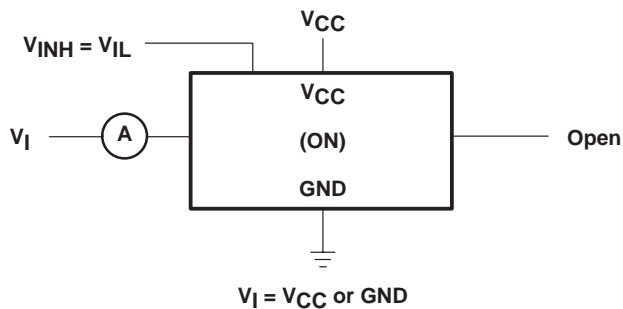 VCC
VINH = VIL
VCC
VI
A
(ON)
Open
GND
VI = VCC or GND